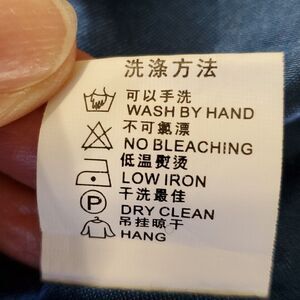 洗涤方法
可以手洗
WASH BY HAND
不可氯漂
NO BLEACHING
低温熨烫
LOW IRON
P
干洗最佳
DRY CLEAN
吊挂晾干
HANG